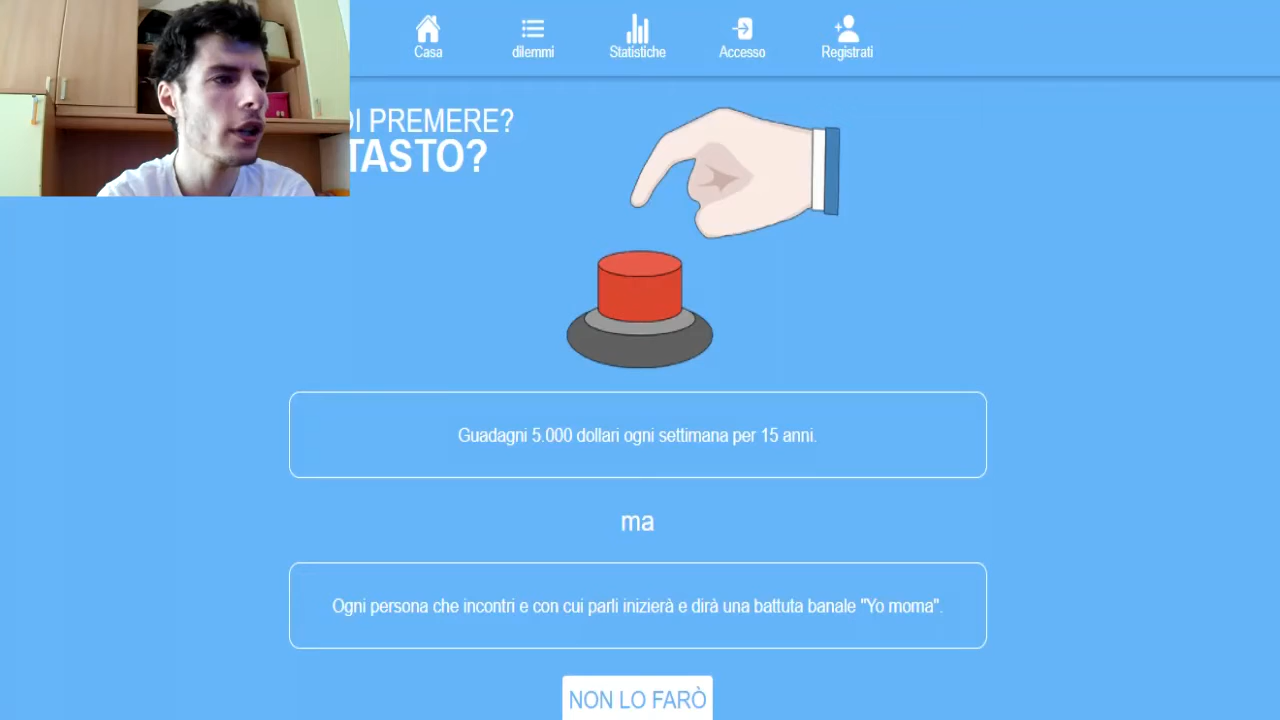 Casa
dilemmi
Statistiche
Accesso
Registrati
DI PREMERE?
TASTO?
Guadagni 5.000 dollari ogni settimana per 15 anni.
ma
Ogni persona che incontri e con cui parli inizierà e dirà una battuta banale "Yo moma".
NON LO FARÒ